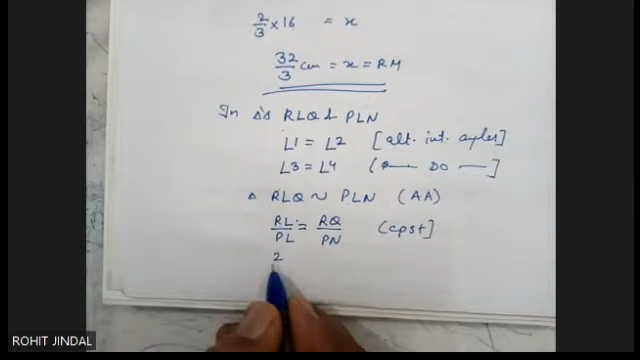 2/3 × 16 = x
32/3 cm = x = RM
In Δ's RLQ & PLN
∠1 = ∠2 [alt. int. angles]
∠3 = ∠4 (— DO —]
Δ RLQ ~ PLN (AA)
RL/PL = RQ/PN (cpst]
2
ROHIT JINDAL